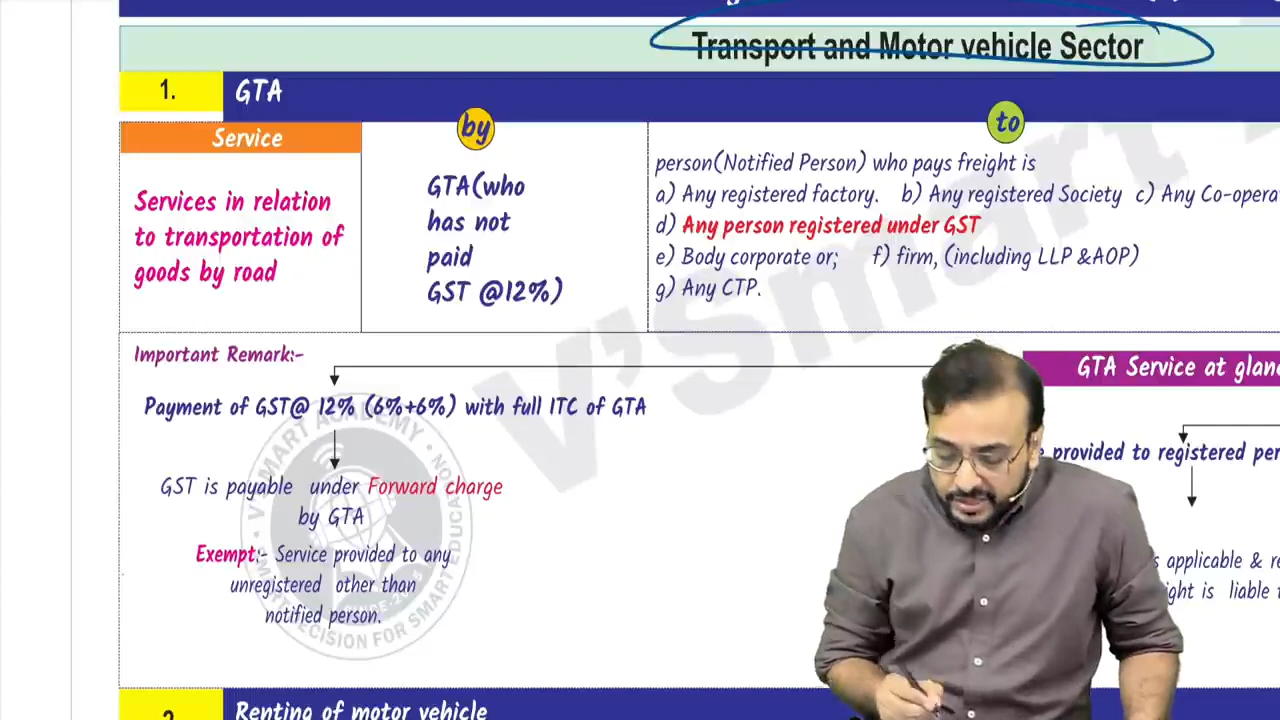 Transport and Motor vehicle Sector
1. GTA
Service
by
to
Services in relation
to transportation of
goods by road
GTA(who
has not
paid
GST @12%)
person(Notified Person) who pays freight is
a) Any registered factory. b) Any registered Society c) Any Co-opera
d) Any person registered under GST
e) Body corporate or; f) firm, (including LLP &AOP)
g) Any CTP.
Important Remark:-
GTA Service at glan
Payment of GST@ 12% (6%+6%) with full ITC of GTA
provided to registered per
GST is payable under Forward charge
by GTA
Exempt:- Service provided to any
unregistered other than
notified person.
applicable & re
is liable t
2. Renting of motor vehicle
V'Smart
V'SMART ACADEMY